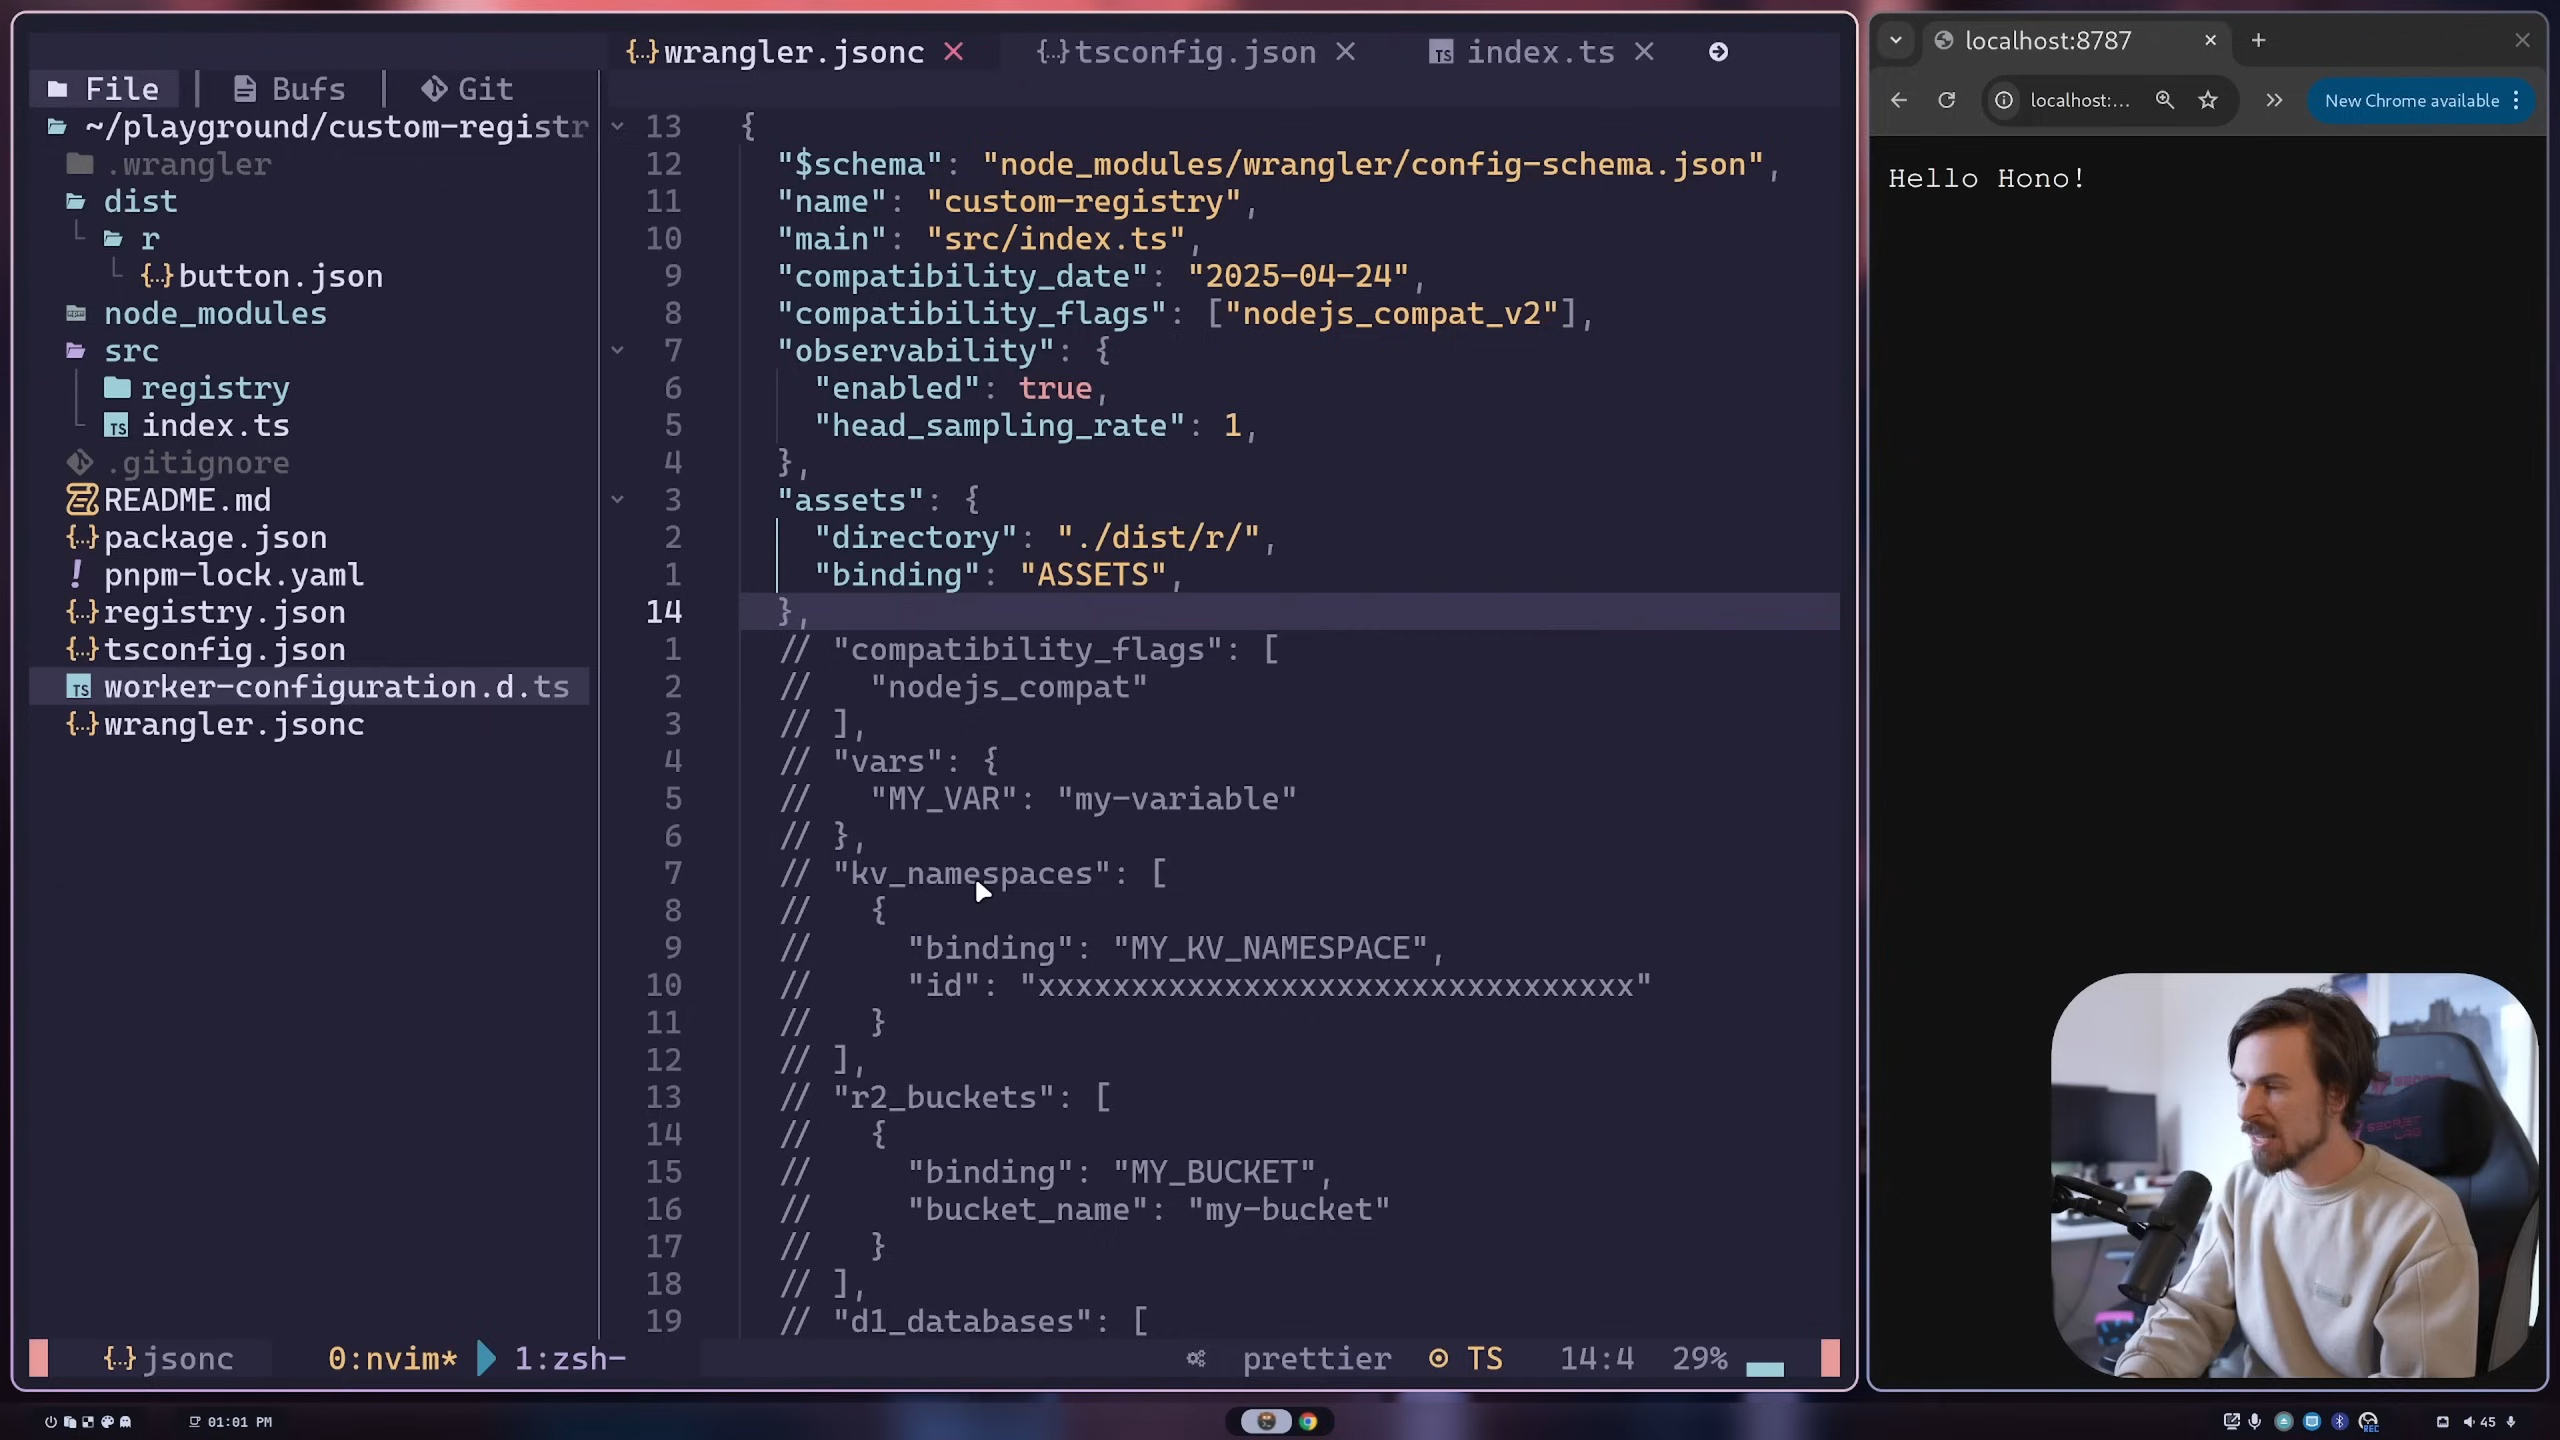 File | Bufs | Git
~/playground/custom-registr
.wrangler
dist
r
button.json
node_modules
src
registry
index.ts
.gitignore
README.md
package.json
pnpm-lock.yaml
registry.json
tsconfig.json
worker-configuration.d.ts
wrangler.jsonc
wrangler.jsonc tsconfig.json index.ts
13 {
12 "$schema": "node_modules/wrangler/config-schema.json",
11 "name": "custom-registry",
10 "main": "src/index.ts",
9 "compatibility_date": "2025-04-24",
8 "compatibility_flags": ["nodejs_compat_v2"],
7 "observability": {
6 "enabled": true,
5 "head_sampling_rate": 1,
4 },
3 "assets": {
2 "directory": "./dist/r/",
1 "binding": "ASSETS",
14 },
1 // "compatibility_flags": [
2 // "nodejs_compat"
3 // ],
4 // "vars": {
5 // "MY_VAR": "my-variable"
6 // },
7 // "kv_namespaces": [
8 // {
9 // "binding": "MY_KV_NAMESPACE",
10 // "id": "xxxxxxxxxxxxxxxxxxxxxxxxxxxxxxxx"
11 // }
12 // ],
13 // "r2_buckets": [
14 // {
15 // "binding": "MY_BUCKET",
16 // "bucket_name": "my-bucket"
17 // }
18 // ],
19 // "d1_databases": [
jsonc 0:nvim* 1:zsh- prettier TS 14:4 29%
localhost:8787
localhost:... New Chrome available
Hello Hono!
01:01 PM
45